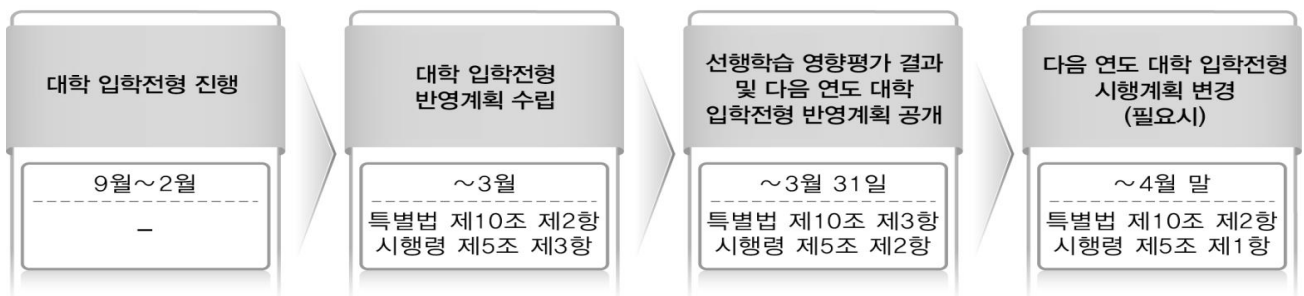 대학 입학전형 진행
9월～2월
–
대학 입학전형
반영계획 수립
～3월
특별법 제10조 제2항
시행령 제5조 제3항
선행학습 영향평가 결과
및 다음 연도 대학
입학전형 반영계획 공개
～3월 31일
특별법 제10조 제3항
시행령 제5조 제2항
다음 연도 대학 입학전형
시행계획 변경
(필요시)
～4월 말
특별법 제10조 제2항
시행령 제5조 제1항